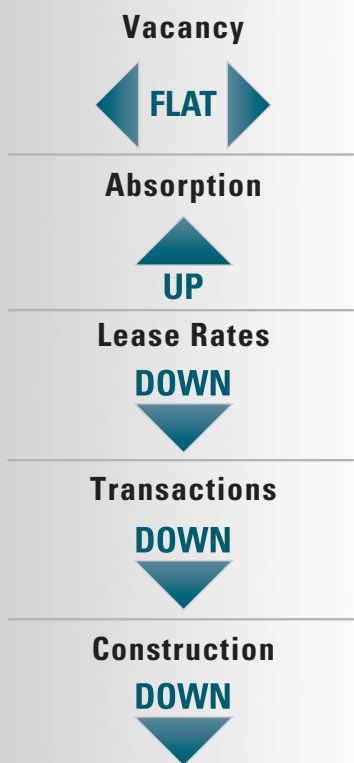 Vacancy
FLAT
Absorption
UP
Lease Rates
DOWN
Transactions
DOWN
Construction
DOWN